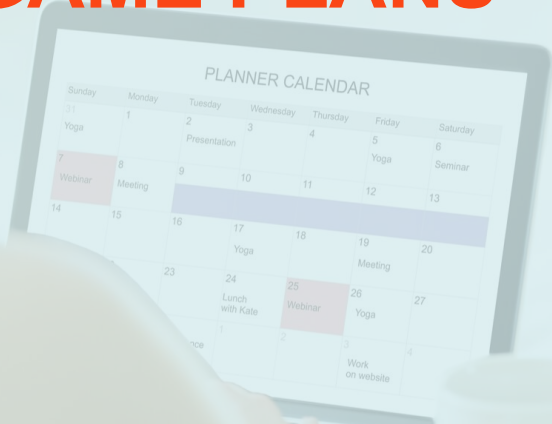 GAME PLANS
PLANNER CALENDAR
Sunday Monday Tuesday Wednesday Thursday Friday Saturday
31 1 2 3 4 5 6
Yoga Presentation Yoga Seminar
7 8 9 10 11 12 13
Webinar Meeting
14 15 16 17 18 19 20
Yoga Meeting
23 24 25 26 27
Lunch Webinar Yoga
with Kate
1 2 3 4
Work
on website